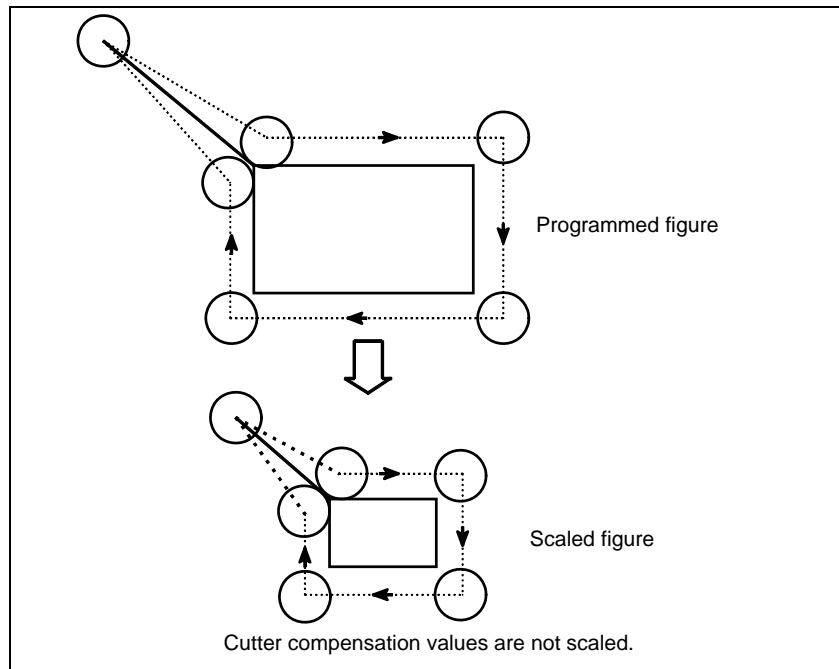 Programmed figure
Scaled figure
Cutter compensation values are not scaled.